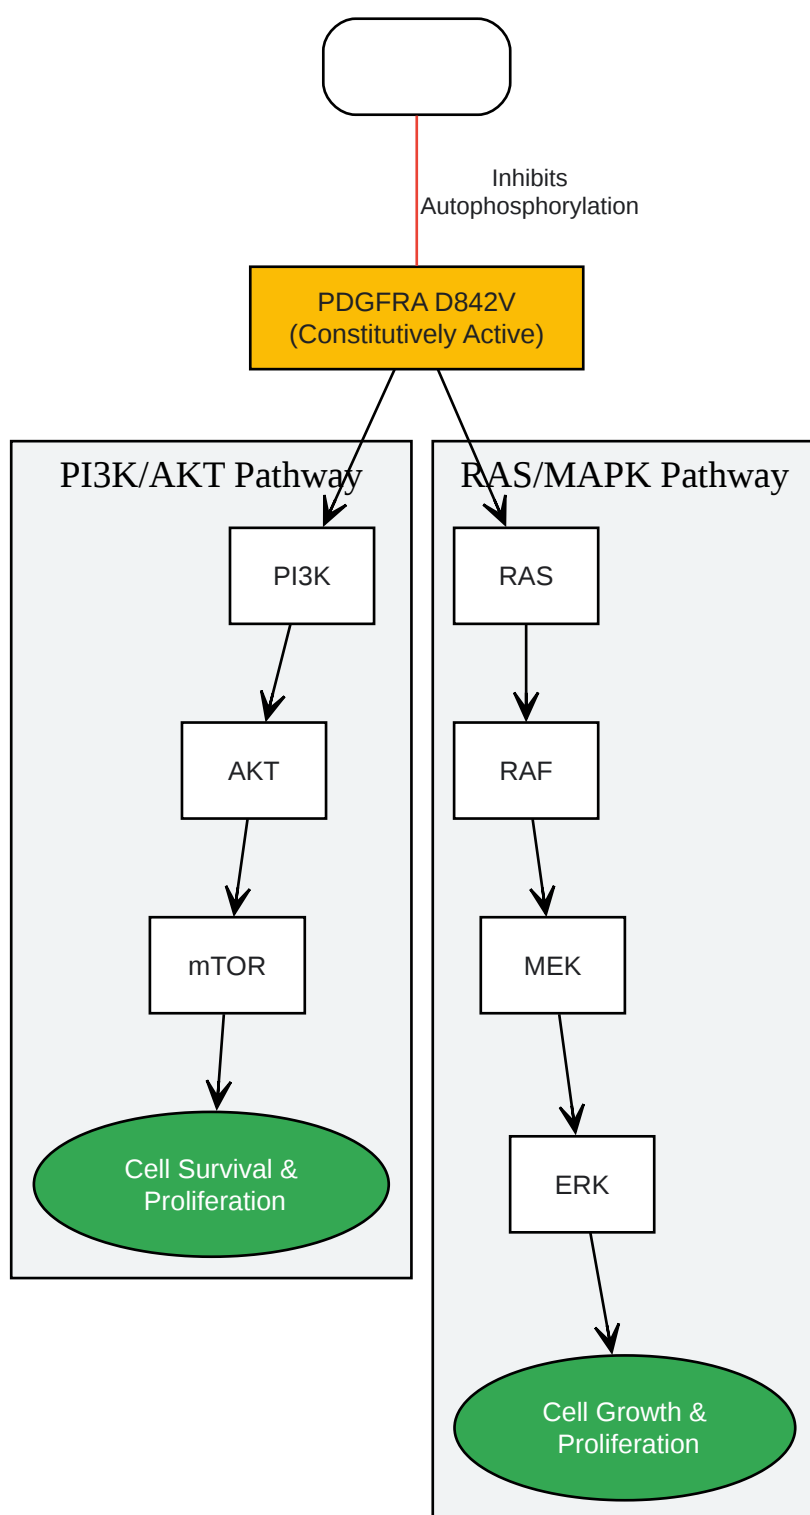 Inhibits
Autophosphorylation
PDGFRA D842V
(Constitutively Active)
PI3K/AKT Pathway
PI3K
AKT
mTOR
Cell Survival &
Proliferation
RAS/MAPK Pathway
RAS
RAF
MEK
ERK
Cell Growth &
Proliferation